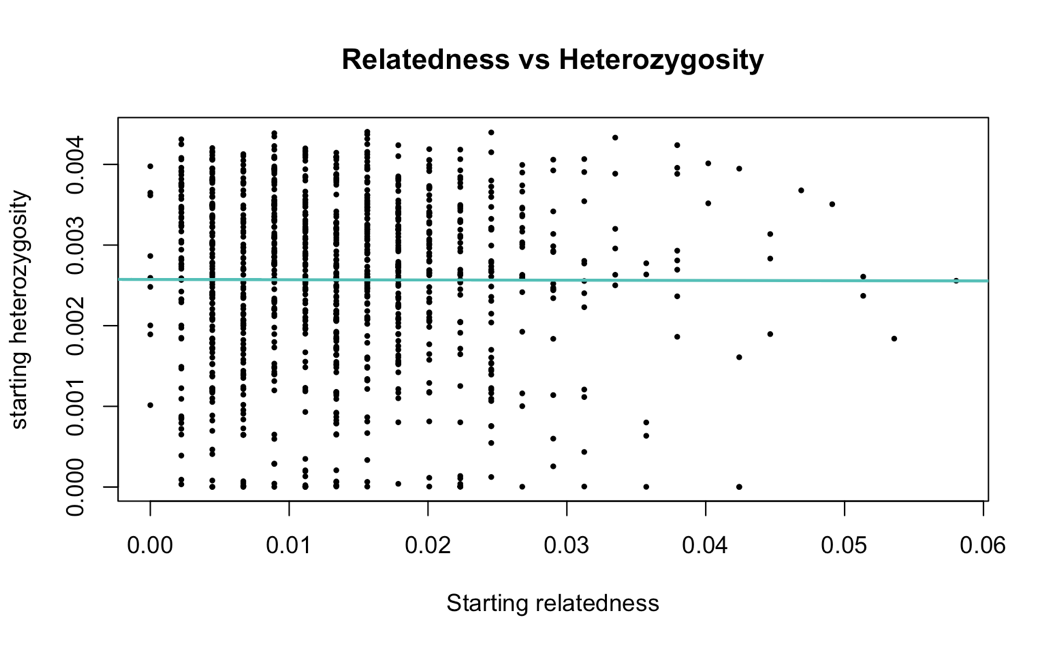 Relatedness vs Heterozygosity
starting heterozygosity
0.004
0.003
0.002
0.001
0.000
0.00 0.01 0.02 0.03 0.04 0.05 0.06
Starting relatedness